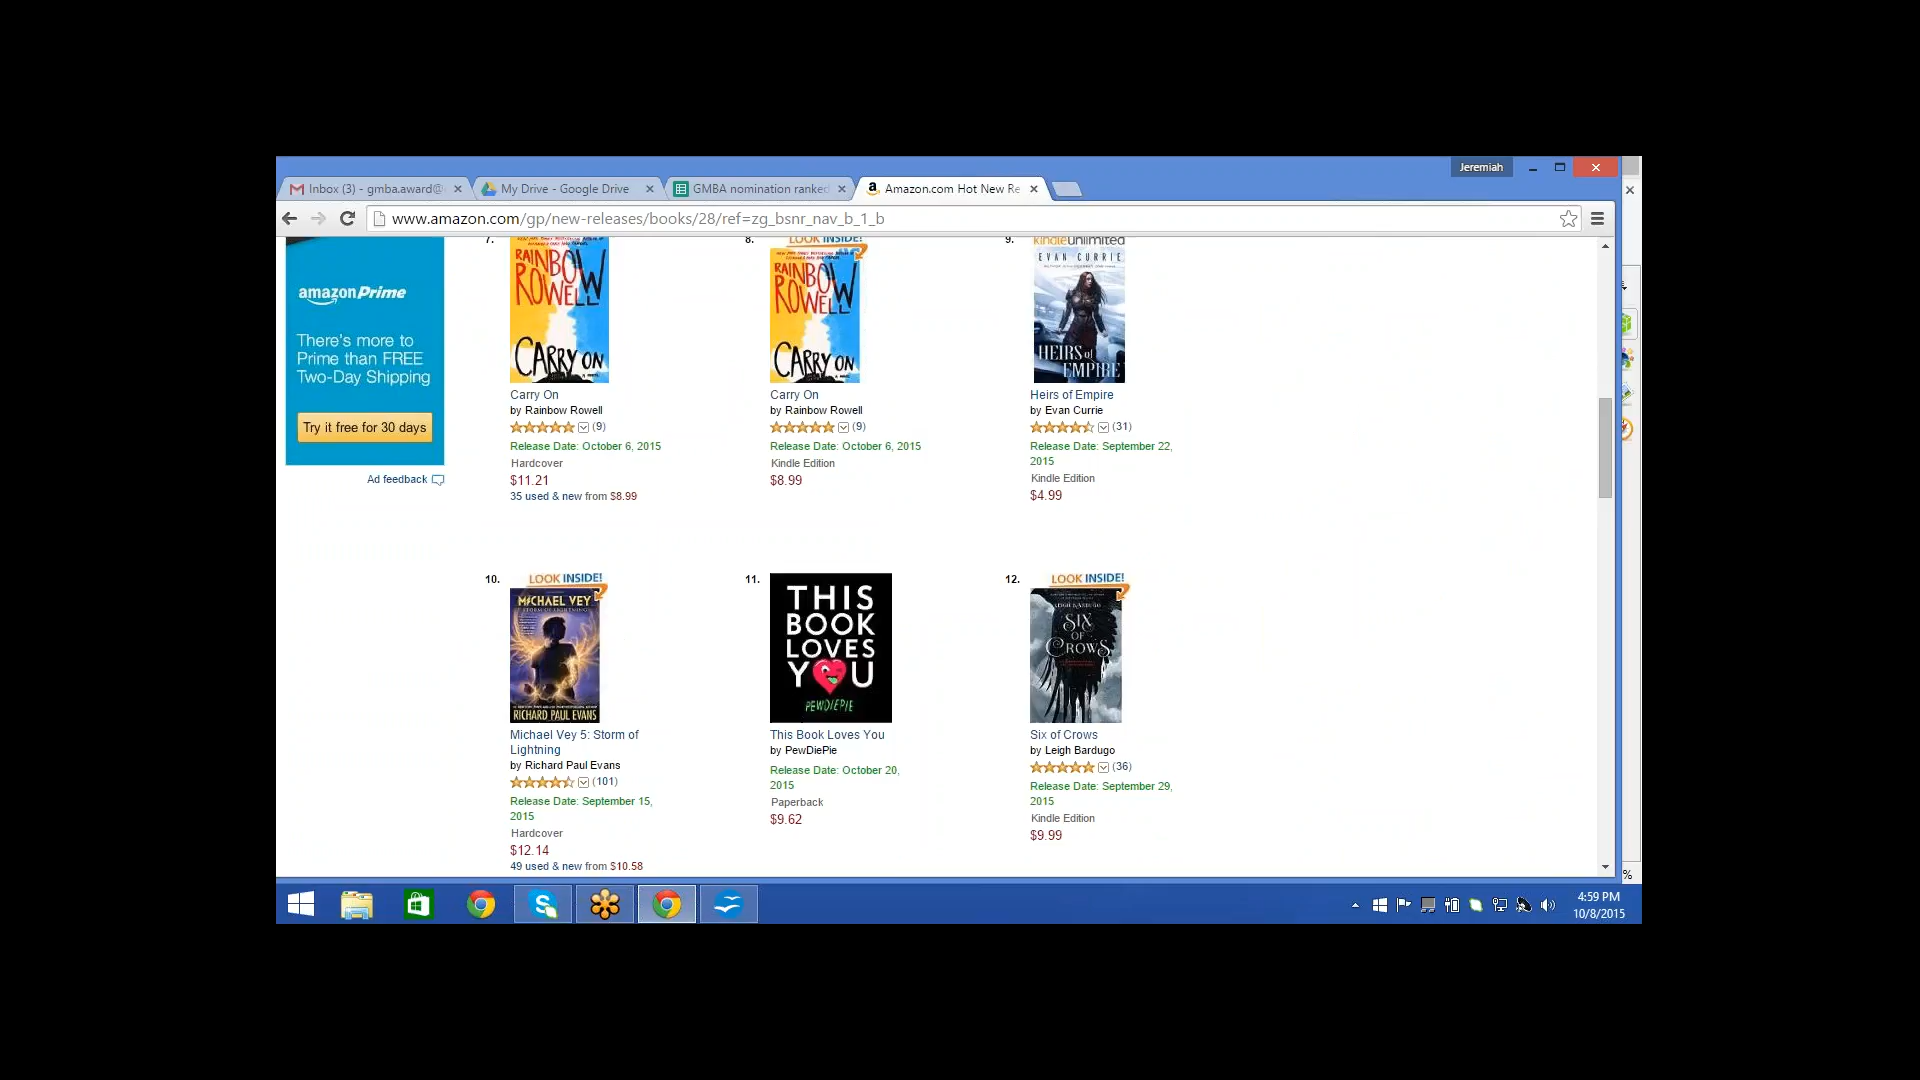 Jeremiah
Inbox (3) - gmba.award@
My Drive - Google Drive
GMBA nomination ranked
Amazon.com Hot New Re
www.amazon.com/gp/new-releases/books/28/ref=zg_bsnr_nav_b_1_b
amazonPrime
There's more to
Prime than FREE
Two-Day Shipping
Try it free for 30 days
Ad feedback
7.
RAINBOW
ROWELL
CARRY ON
Carry On
by Rainbow Rowell
(9)
Release Date: October 6, 2015
Hardcover
$11.21
35 used & new from $8.99
8.
LOOK INSIDE!
RAINBOW
ROWELL
CARRY ON
Carry On
by Rainbow Rowell
(9)
Release Date: October 6, 2015
Kindle Edition
$8.99
9.
kindleunlimited
EVAN CURRIE
HEIRS of
EMPIRE
Heirs of Empire
by Evan Currie
(31)
Release Date: September 22,
2015
Kindle Edition
$4.99
10.
LOOK INSIDE!
MICHAEL VEY
STORM OF LIGHTNING
RICHARD PAUL EVANS
Michael Vey 5: Storm of
Lightning
by Richard Paul Evans
(101)
Release Date: September 15,
2015
Hardcover
$12.14
49 used & new from $10.58
11.
THIS
BOOK
LOVES
YOU
PEWDIEPIE
This Book Loves You
by PewDiePie
Release Date: October 20,
2015
Paperback
$9.62
12.
LOOK INSIDE!
LEIGH BARDUGO
SIX
OF
CROWS
Six of Crows
by Leigh Bardugo
(36)
Release Date: September 29,
2015
Kindle Edition
$9.99
%
4:59 PM
10/8/2015